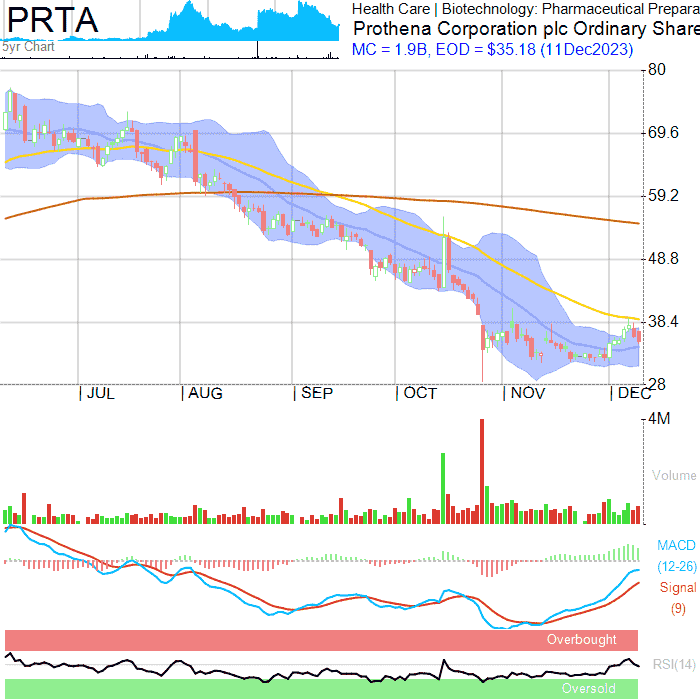 PRTA
5yr Chart
Health Care | Biotechnology: Pharmaceutical Prepara
Prothena Corporation plc Ordinary Share
MC = 1.9B, EOD = $35.18 (11Dec2023)
80
69.6
59.2
48.8
38.4
28
JUL AUG SEP OCT NOV DEC
4M
Volume
MACD
(12-26)
Signal
(9)
Overbought
RSI(14)
Oversold